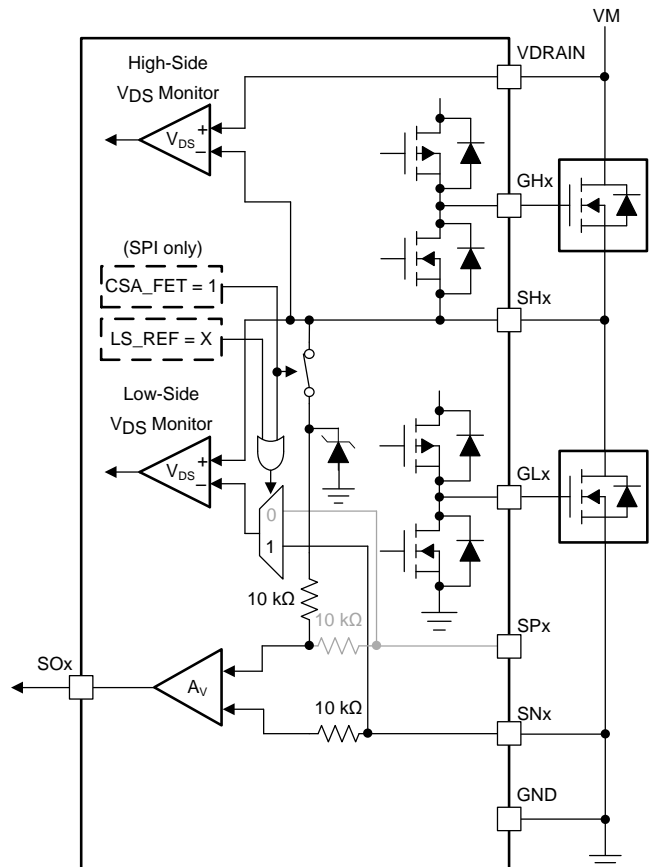 VM
VDRAIN
High-Side
VDS Monitor
VDS
+
−
GHx
(SPI only)
CSA_FET = 1
SHx
LS_REF = X
Low-Side
VDS Monitor
VDS
+
−
GLx
0
1
10 kΩ
10 kΩ
SPx
SOx
AV
10 kΩ
SNx
GND